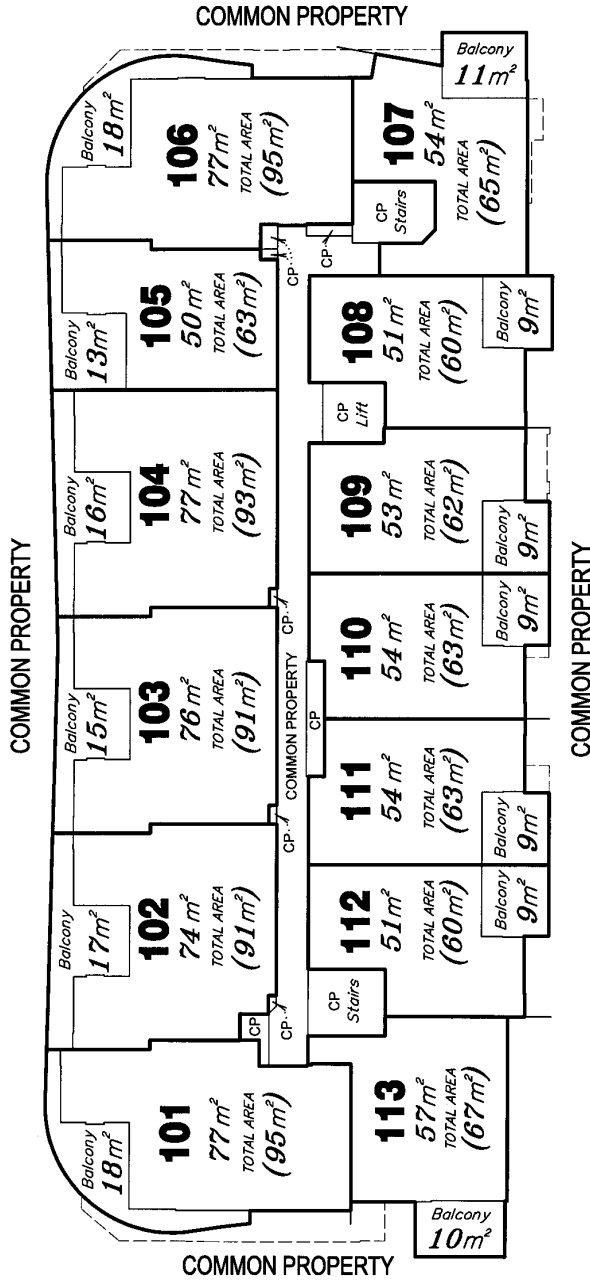 COMMON PROPERTY
Balcony
11m²
107
54m²
TOTAL AREA
(65m²)
Balcony
18m²
106
77m²
TOTAL AREA
(95m²)
CP
Stairs
CP
CP
Balcony
13m²
105
50m²
TOTAL AREA
(63m²)
108
51m²
TOTAL AREA
(60m²)
Balcony
9m²
CP
Lift
Balcony
16m²
104
77m²
TOTAL AREA
(93m²)
109
53m²
TOTAL AREA
(62m²)
Balcony
9m²
CP
COMMON PROPERTY
COMMON PROPERTY
COMMON PROPERTY
110
54m²
TOTAL AREA
(63m²)
Balcony
9m²
Balcony
15m²
103
76m²
TOTAL AREA
(91m²)
CP
CP
111
54m²
TOTAL AREA
(63m²)
Balcony
9m²
Balcony
17m²
102
74m²
TOTAL AREA
(91m²)
112
51m²
TOTAL AREA
(60m²)
Balcony
9m²
CP
CP
CP
Stairs
Balcony
18m²
101
77m²
TOTAL AREA
(95m²)
113
57m²
TOTAL AREA
(67m²)
Balcony
10m²
COMMON PROPERTY